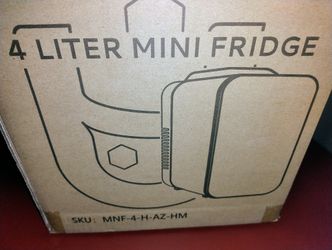 4 LITER MINI FRIDGE
SKU: MNF-4-H-AZ-HM